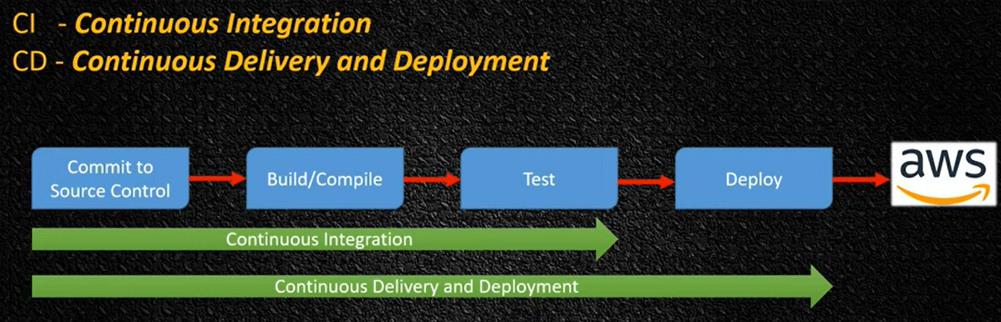 CI - Continuous Integration
CD - Continuous Delivery and Deployment
Commit to
Source Control
Build/Compile
Test
Deploy
aws
Continuous Integration
Continuous Delivery and Deployment